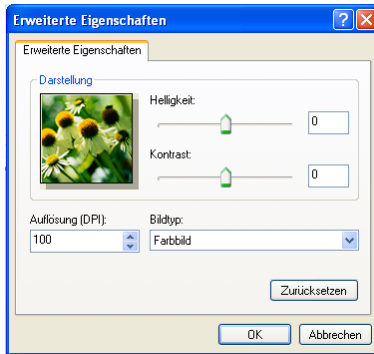 Erweiterte Eigenschaften
Erweiterte Eigenschaften
Darstellung
Helligkeit:
0
Kontrast:
0
Auflösung (DPI):
Bildtyp:
100
Farbbild
Zurücksetzen
OK
Abbrechen